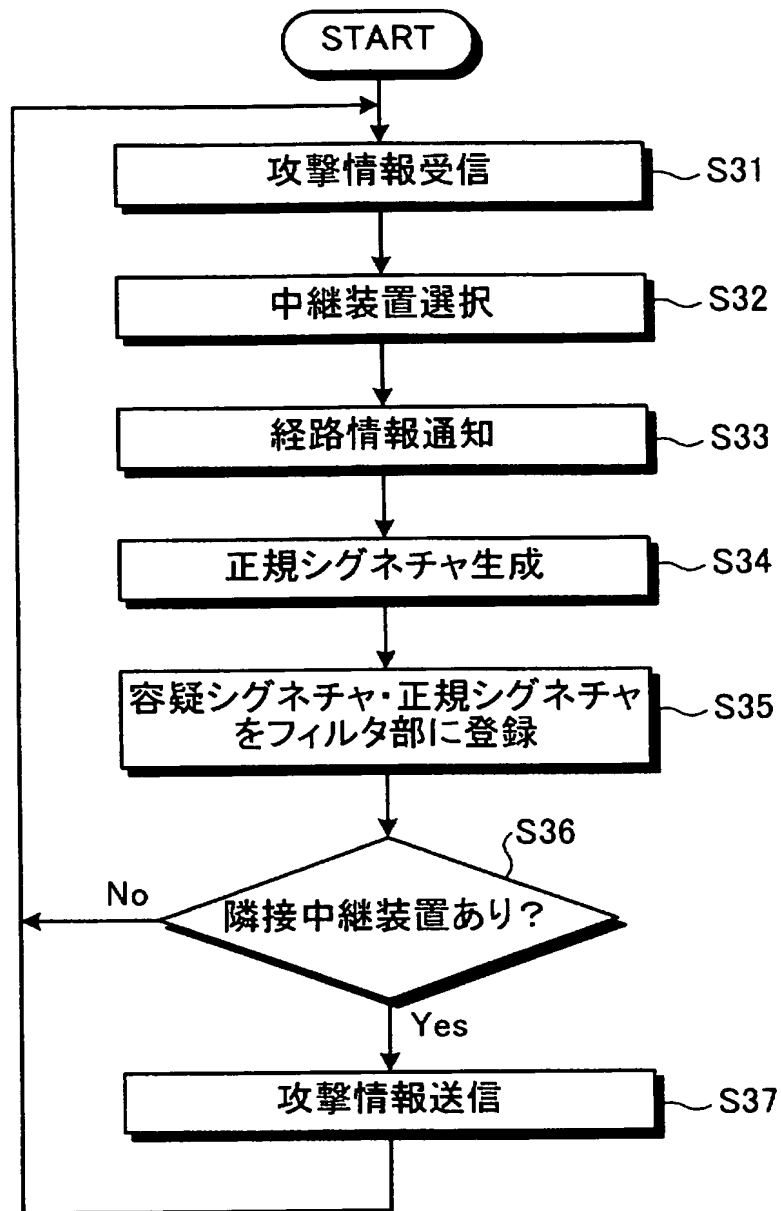 START
攻撃情報受信
S31
中継装置選択
S32
経路情報通知
S33
正規シグネチャ生成
S34
容疑シグネチャ・正規シグネチャ
をフィルタ部に登録
S35
S36
No
隣接中継装置あり？
Yes
攻撃情報送信
S37